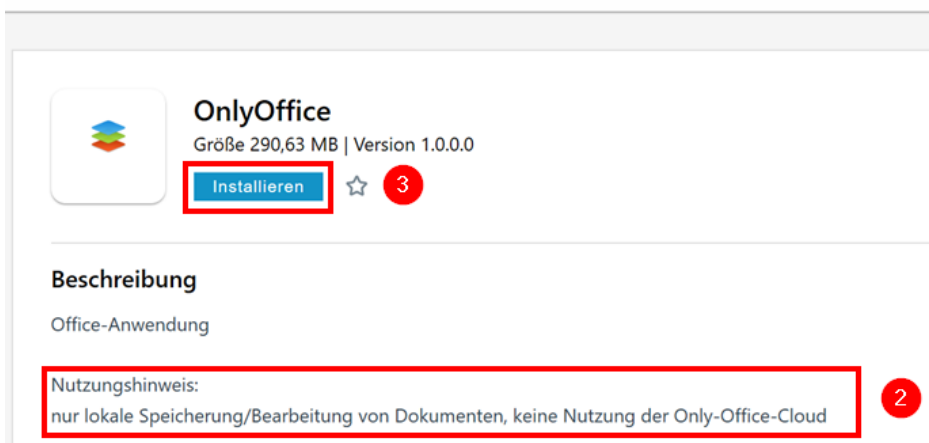 OnlyOffice
Größe 290,63 MB | Version 1.0.0.0
Installieren
3
Beschreibung
Office-Anwendung
Nutzungshinweis:
nur lokale Speicherung/Bearbeitung von Dokumenten, keine Nutzung der Only-Office-Cloud
2